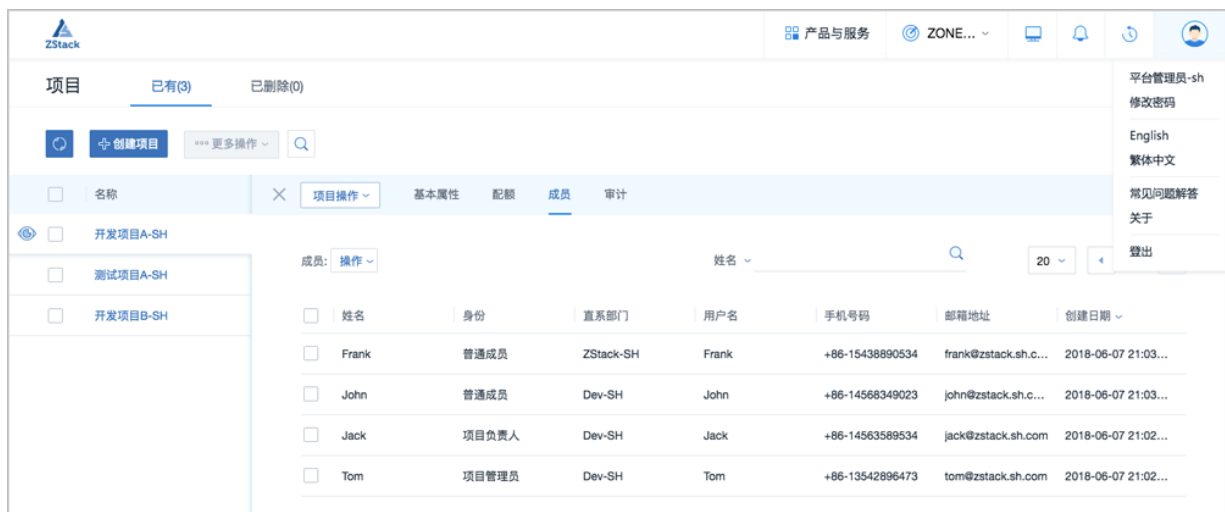 ZStack
产品与服务 ZONE...
项目 已有(3) 已删除(0)
平台管理员-sh
修改密码
English
繁体中文
常见问题解答
关于
登出
创建项目 更多操作
名称 项目操作 基本属性 配额 成员 审计
开发项目A-SH
测试项目A-SH
开发项目B-SH
成员: 操作 姓名 20
姓名 身份 直系部门 用户名 手机号码 邮箱地址 创建日期
Frank 普通成员 ZStack-SH Frank +86-15438890534 frank@zstack.sh.c... 2018-06-07 21:03...
John 普通成员 Dev-SH John +86-14568349023 john@zstack.sh.c... 2018-06-07 21:03...
Jack 项目负责人 Dev-SH Jack +86-14563589534 jack@zstack.sh.com 2018-06-07 21:02...
Tom 项目管理员 Dev-SH Tom +86-13542896473 tom@zstack.sh.com 2018-06-07 21:02...